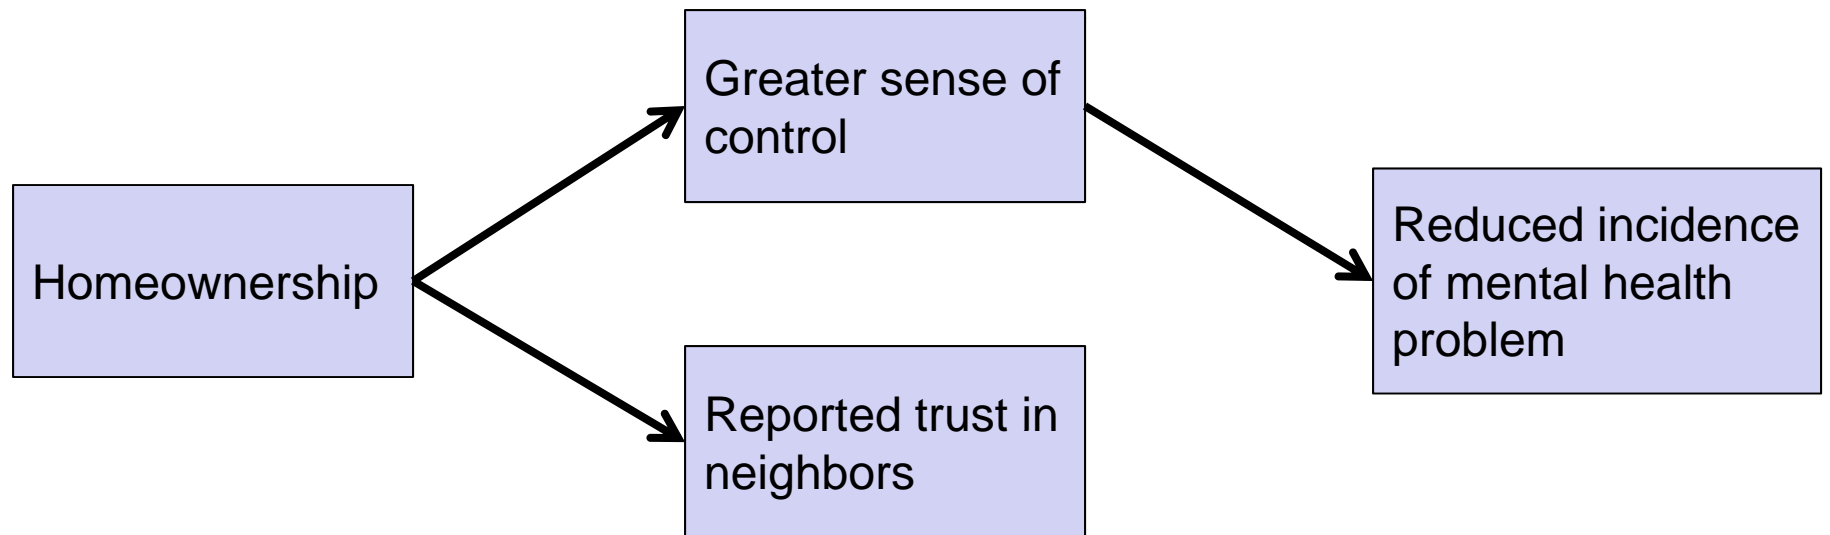 Homeownership
Greater sense of
control
Reported trust in
neighbors
Reduced incidence
of mental health
problem